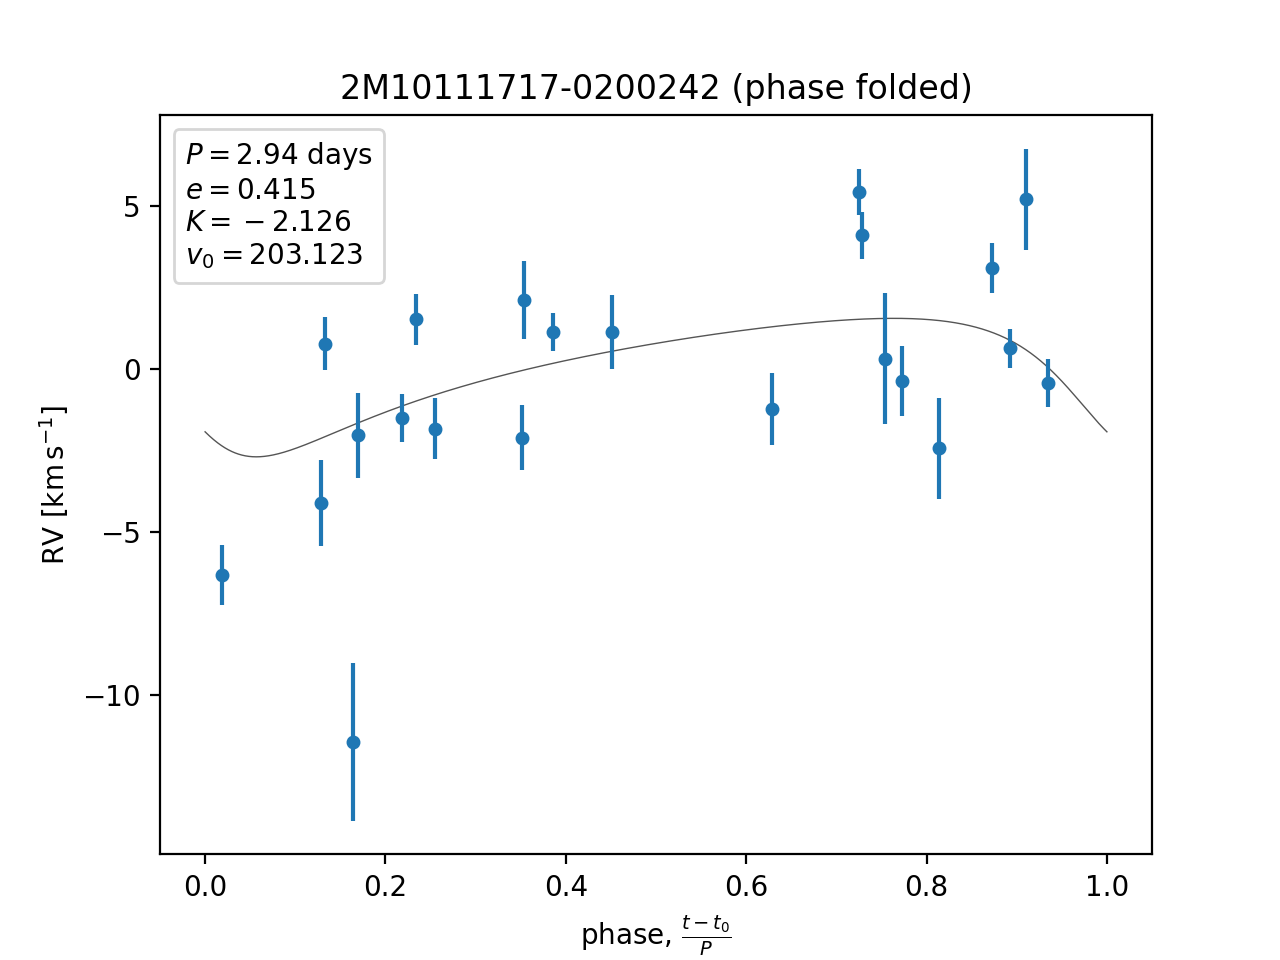 2M10111717-0200242 (phase folded)
P = 2.94 days
e = 0.415
K = −2.126
v₀ = 203.123
5
0
−5
−10
RV [km s⁻¹]
0.0 0.2 0.4 0.6 0.8 1.0
phase, (t − t₀)/P